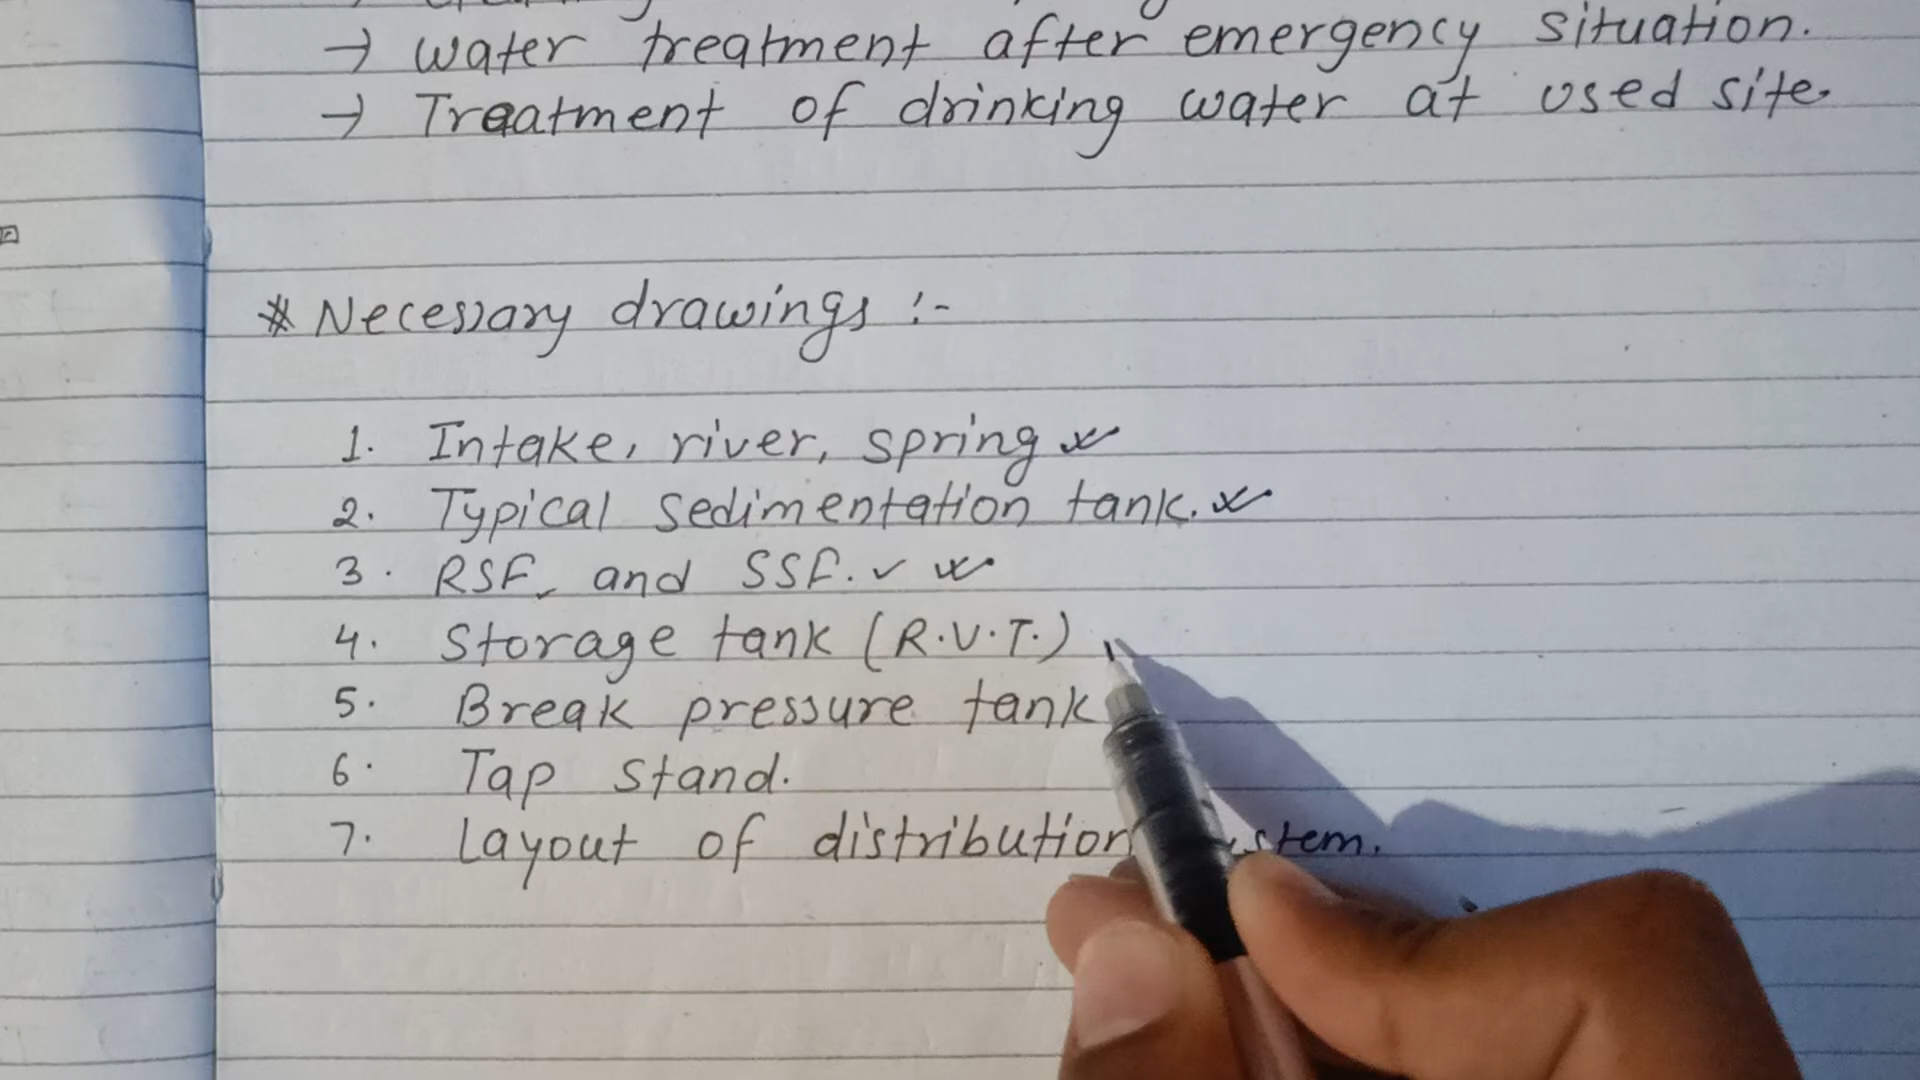 → water treatment after emergency situation.
→ Treatment of drinking water at used site.
* Necessary drawings :-
1. Intake, river, spring
2. Typical sedimentation tank.
3. RSF, and SSF. ✓
4. Storage tank (R.V.T.)
5. Break pressure tank
6. Tap stand.
7. Layout of distribution stem.